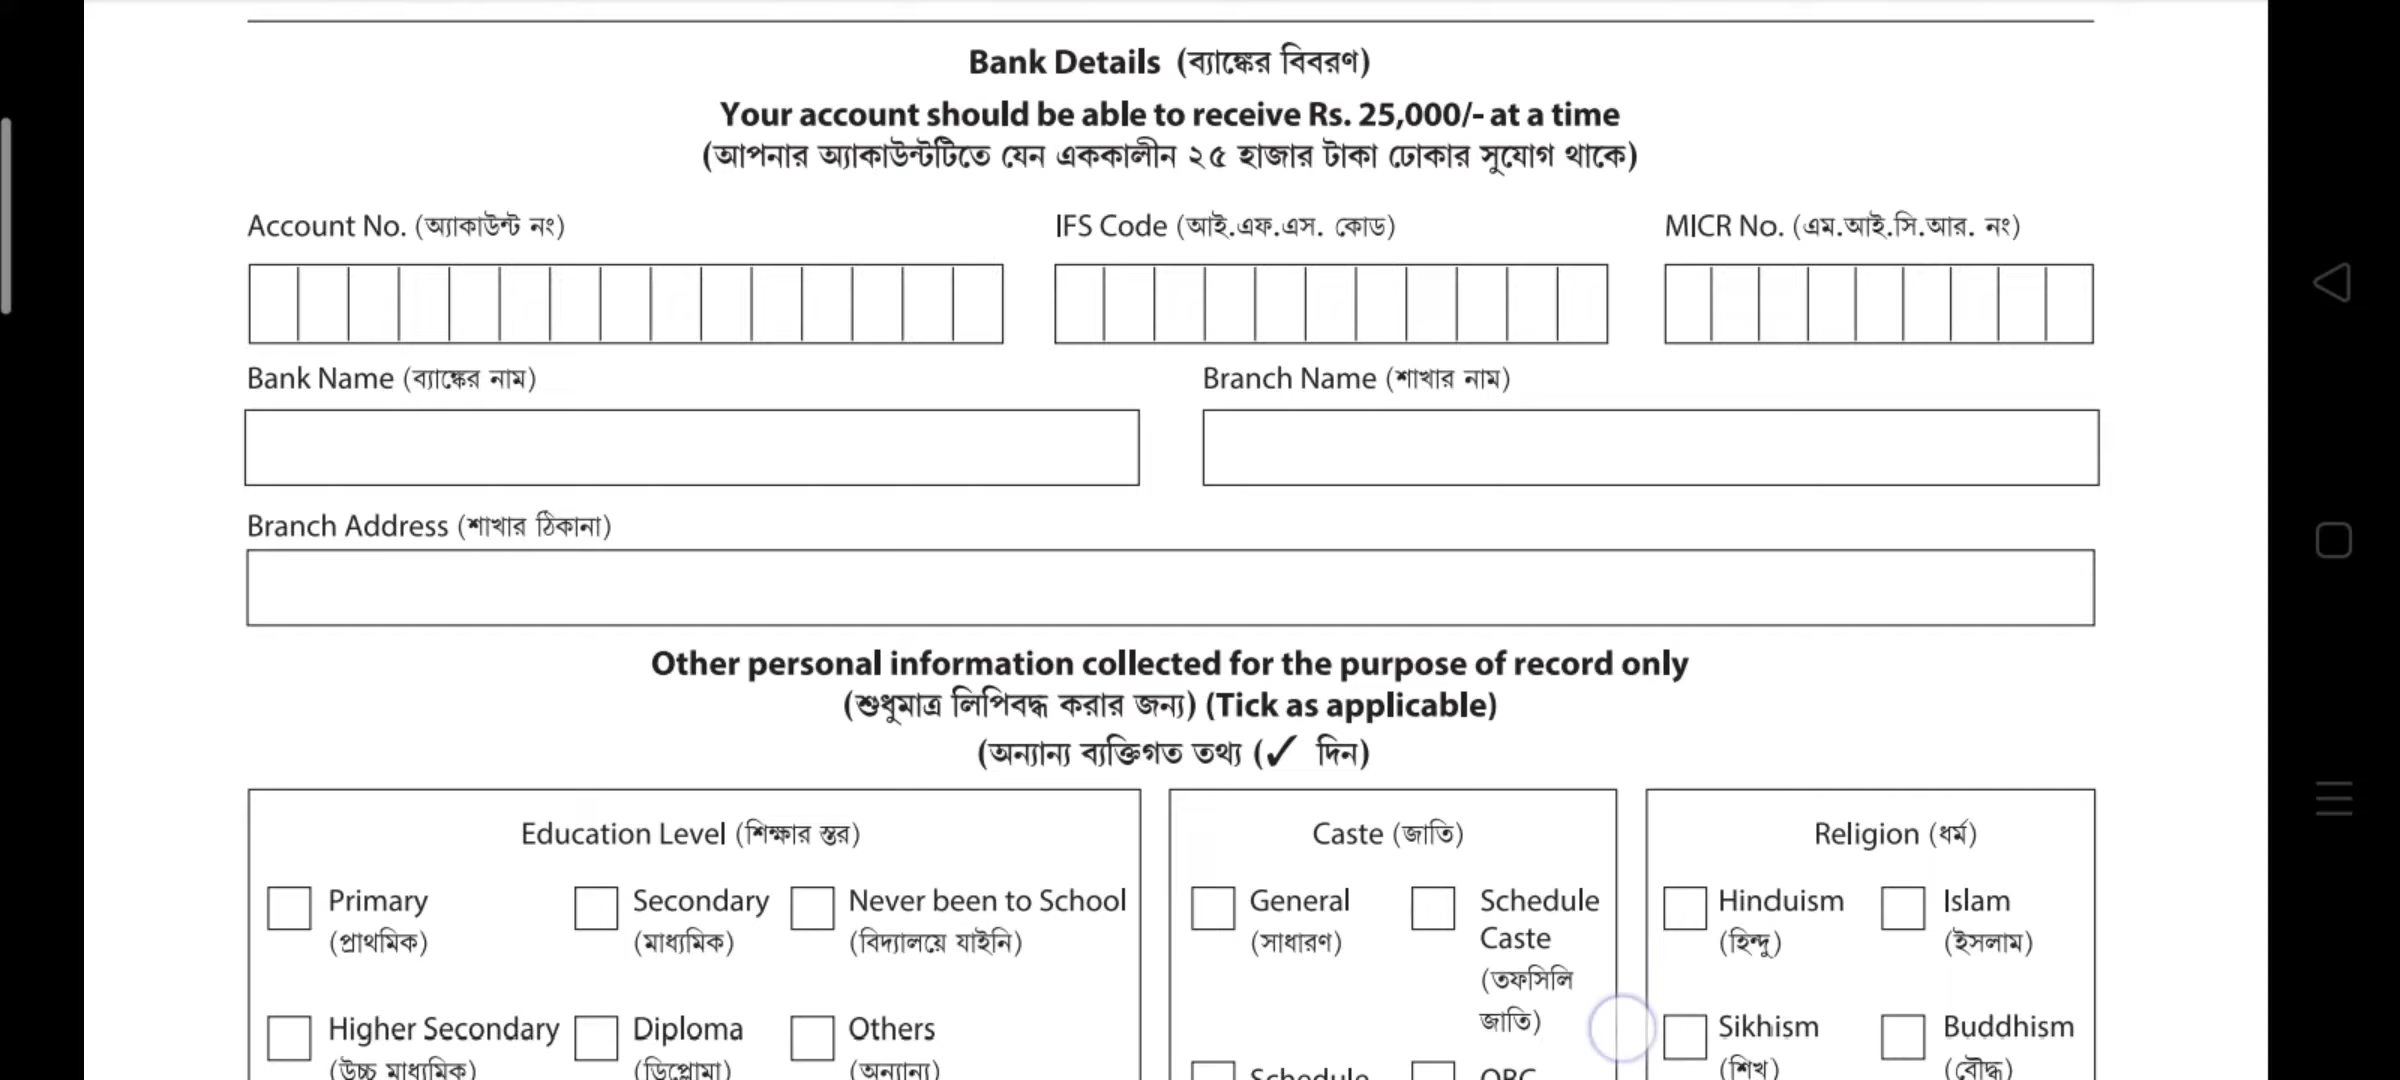 Bank Details (ব্যাঙ্কের বিবরণ)
Your account should be able to receive Rs. 25,000/- at a time
(আপনার অ্যাকাউন্টটিতে যেন এককালীন ২৫ হাজার টাকা ঢোকার সুযোগ থাকে)
Account No. (অ্যাকাউন্ট নং) IFS Code (আই.এফ.এস. কোড) MICR No. (এম.আই.সি.আর. নং)
Bank Name (ব্যাঙ্কের নাম) Branch Name (শাখার নাম)
Branch Address (শাখার ঠিকানা)
Other personal information collected for the purpose of record only
(শুধুমাত্র লিপিবদ্ধ করার জন্য) (Tick as applicable)
(অন্যান্য ব্যক্তিগত তথ্য (✓ দিন)
Education Level (শিক্ষার স্তর) Caste (জাতি) Religion (ধর্ম)
Primary Secondary Never been to School General Schedule Hinduism Islam
(প্রাথমিক) (মাধ্যমিক) (বিদ্যালয়ে যাইনি) (সাধারণ) Caste (হিন্দু) (ইসলাম)
(তফসিলি
জাতি)
Higher Secondary Diploma Others Sikhism Buddhism
(উচ্চ মাধ্যমিক) (ডিপ্লোমা) (অন্যান্য) Schedule OBC (শিখ) (বৌদ্ধ)